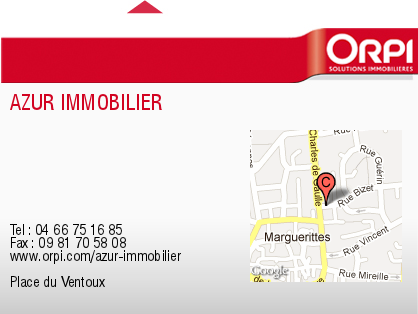 ORPI
SOLUTIONS IMMOBILIÈRES
AZUR IMMOBILIER
Charles de Gaulle
Rue Guérin
C
Rue Bizet
Tel : 04 66 75 16 85
Fax : 09 81 70 58 08
www.orpi.com/azur-immobilier
Marguerittes
Rue Vincent
Google
Rue Mireille
Place du Ventoux